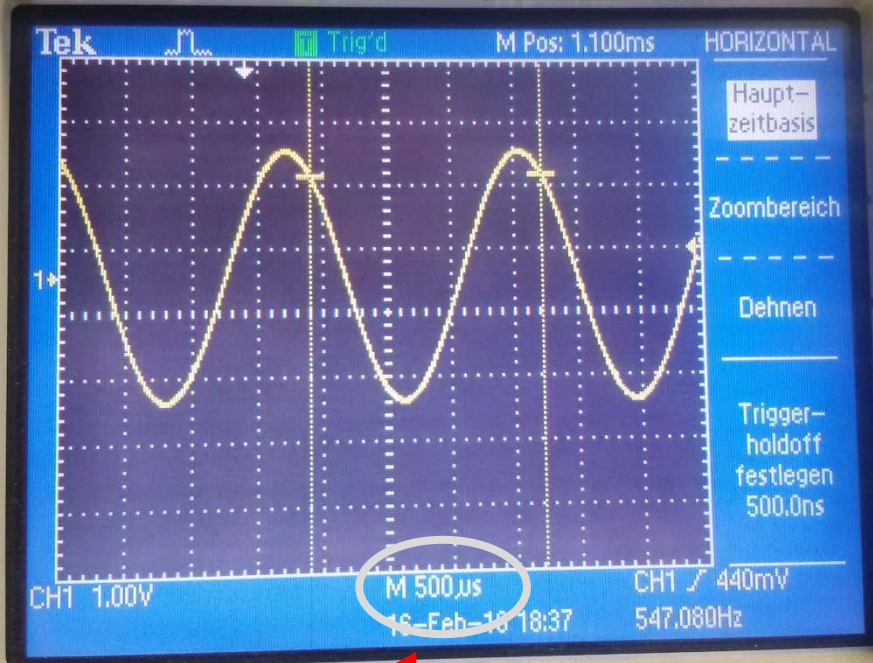 Tek Trig'd M Pos: 1.100ms HORIZONTAL
Haupt-
zeitbasis
Zoombereich
1
Dehnen
Trigger-
holdoff
festlegen
500.0ns
CH1 1.00V M 500µs CH1 440mV
18:37 547.080Hz